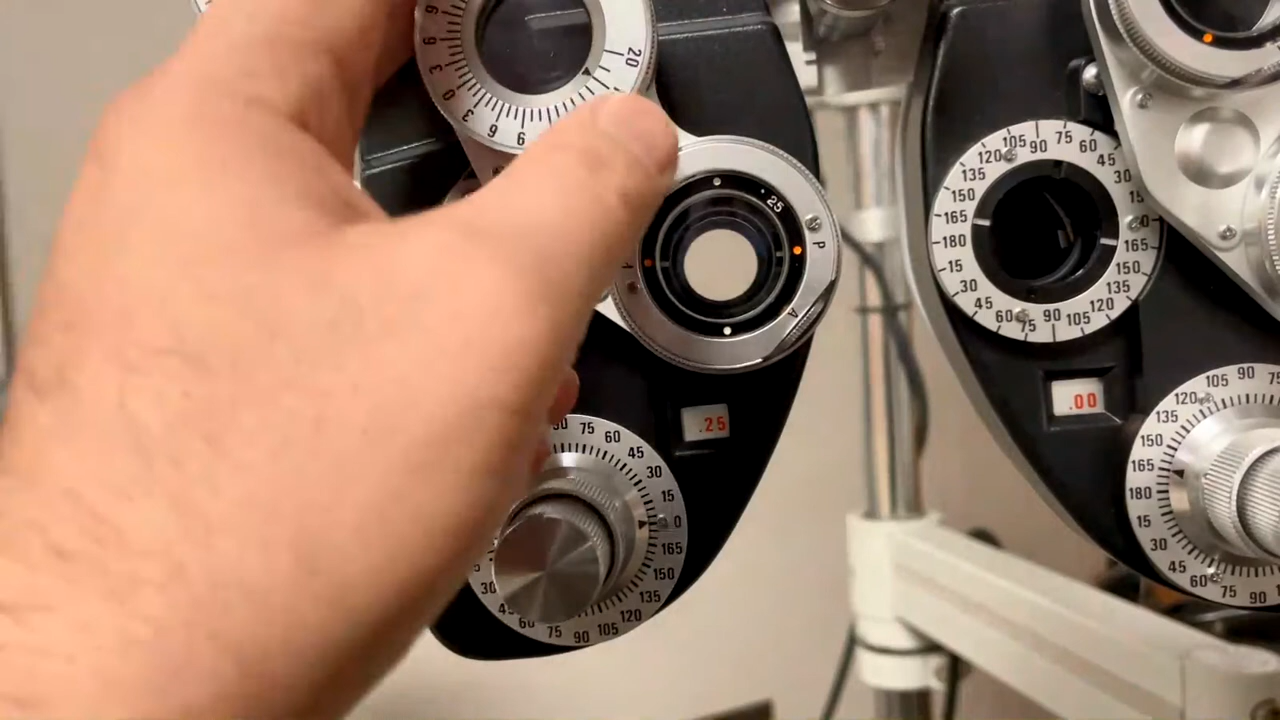 9 6 3 0 3 6 9 20
.25
P
A
.25
90 75 60 45 30 15 0 165 150 135 120 105 90 75 60 45 30
105 90 75 60 45 30 15 0 165 150 135 120 105 90 75 60 45 30 15 180 165 150 135 120
.00
105 90 75
120 150 165 180 15 30 45 60 75 90